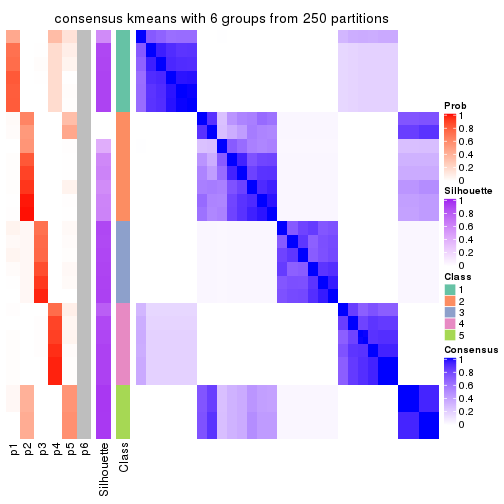 consensus kmeans with 6 groups from 250 partitions
Prob
1
0.8
0.6
0.4
0.2
0
Silhouette
1
0.8
0.6
0.4
0.2
0
Class
1
2
3
4
5
Consensus
1
0.8
0.6
0.4
0.2
0
p1
p2
p3
p4
p5
p6
Silhouette
Class